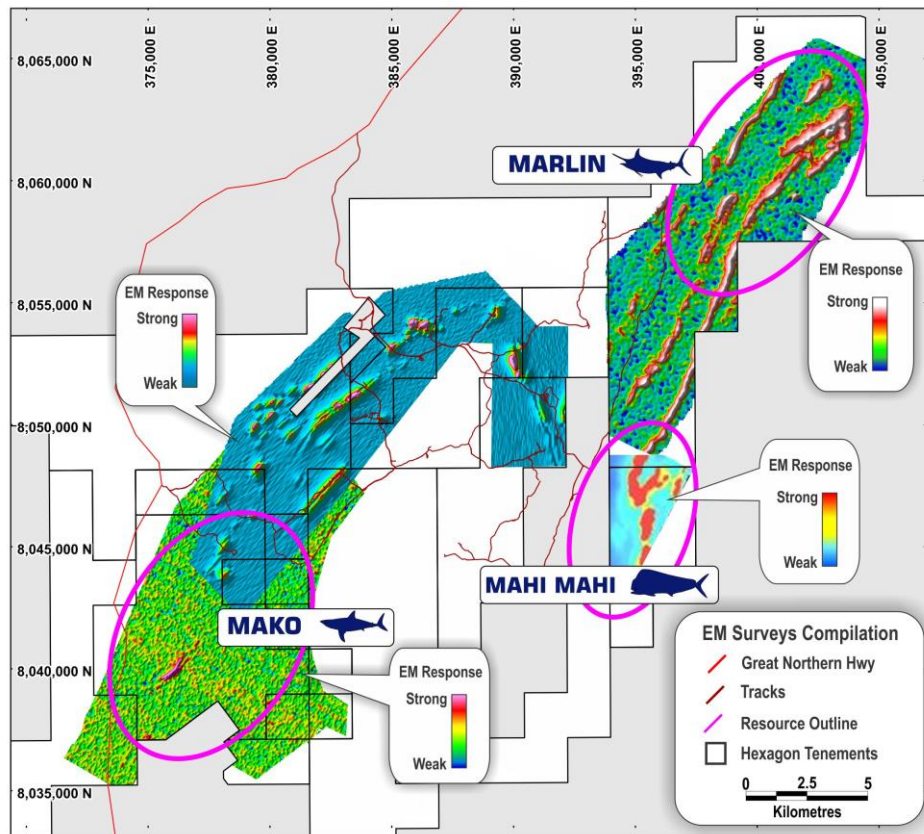 375,000 E
380,000 E
385,000 E
390,000 E
395,000 E
400,000 E
405,000 E
8,065,000 N
8,060,000 N
8,055,000 N
8,050,000 N
8,045,000 N
8,040,000 N
8,035,000 N
MARLIN
EM Response
Strong
Weak
EM Response
Strong
Weak
EM Response
Strong
Weak
MAHI MAHI
MAKO
EM Response
Strong
Weak
EM Surveys Compilation
Great Northern Hwy
Tracks
Resource Outline
Hexagon Tenements
0 2.5 5
Kilometres